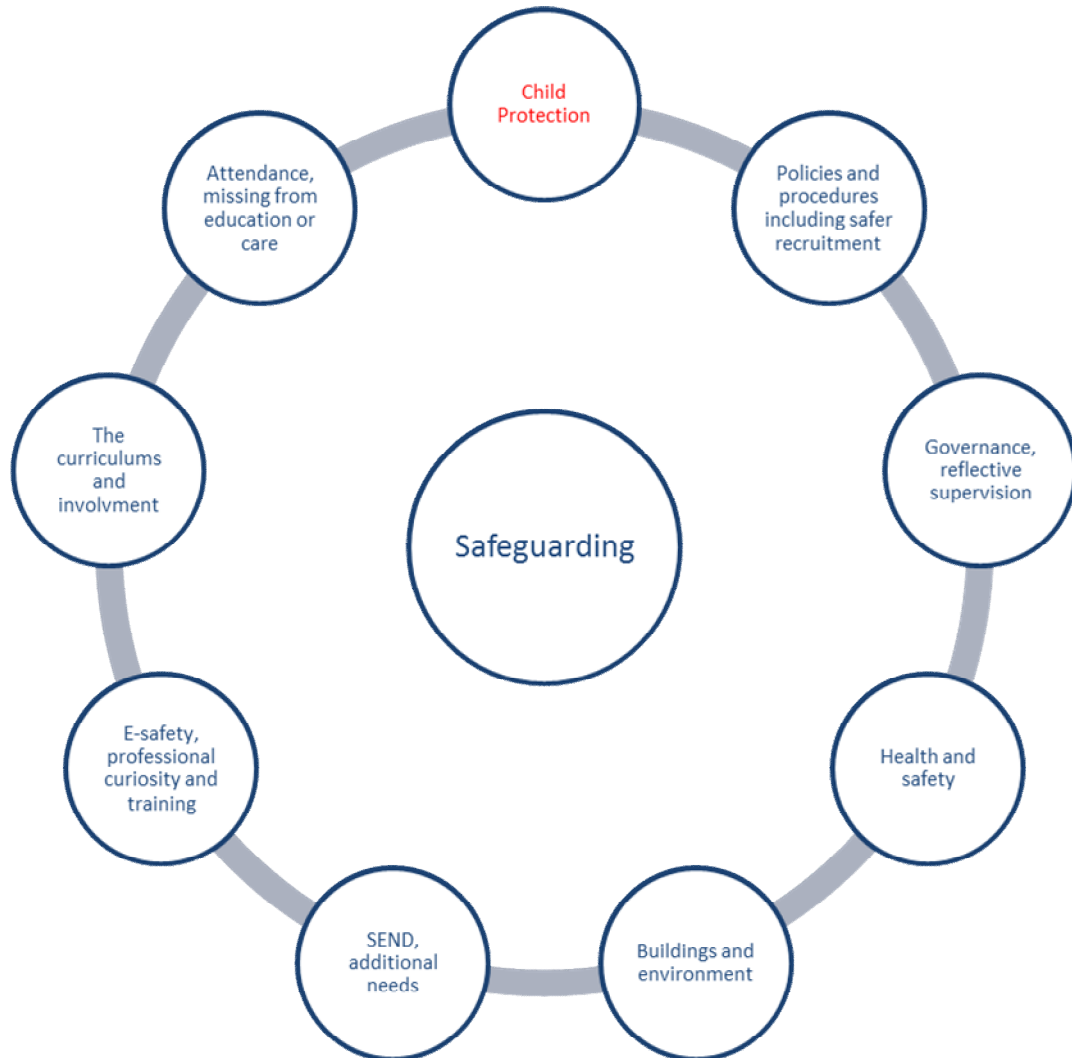 Child
Protection
Policies and
procedures
including safer
recruitment
Governance,
reflective
supervision
Health and
safety
Buildings and
environment
SEND,
additional
needs
E-safety,
professional
curiosity and
training
The
curriculums
and
involvment
Attendance,
missing from
education or
care
Safeguarding